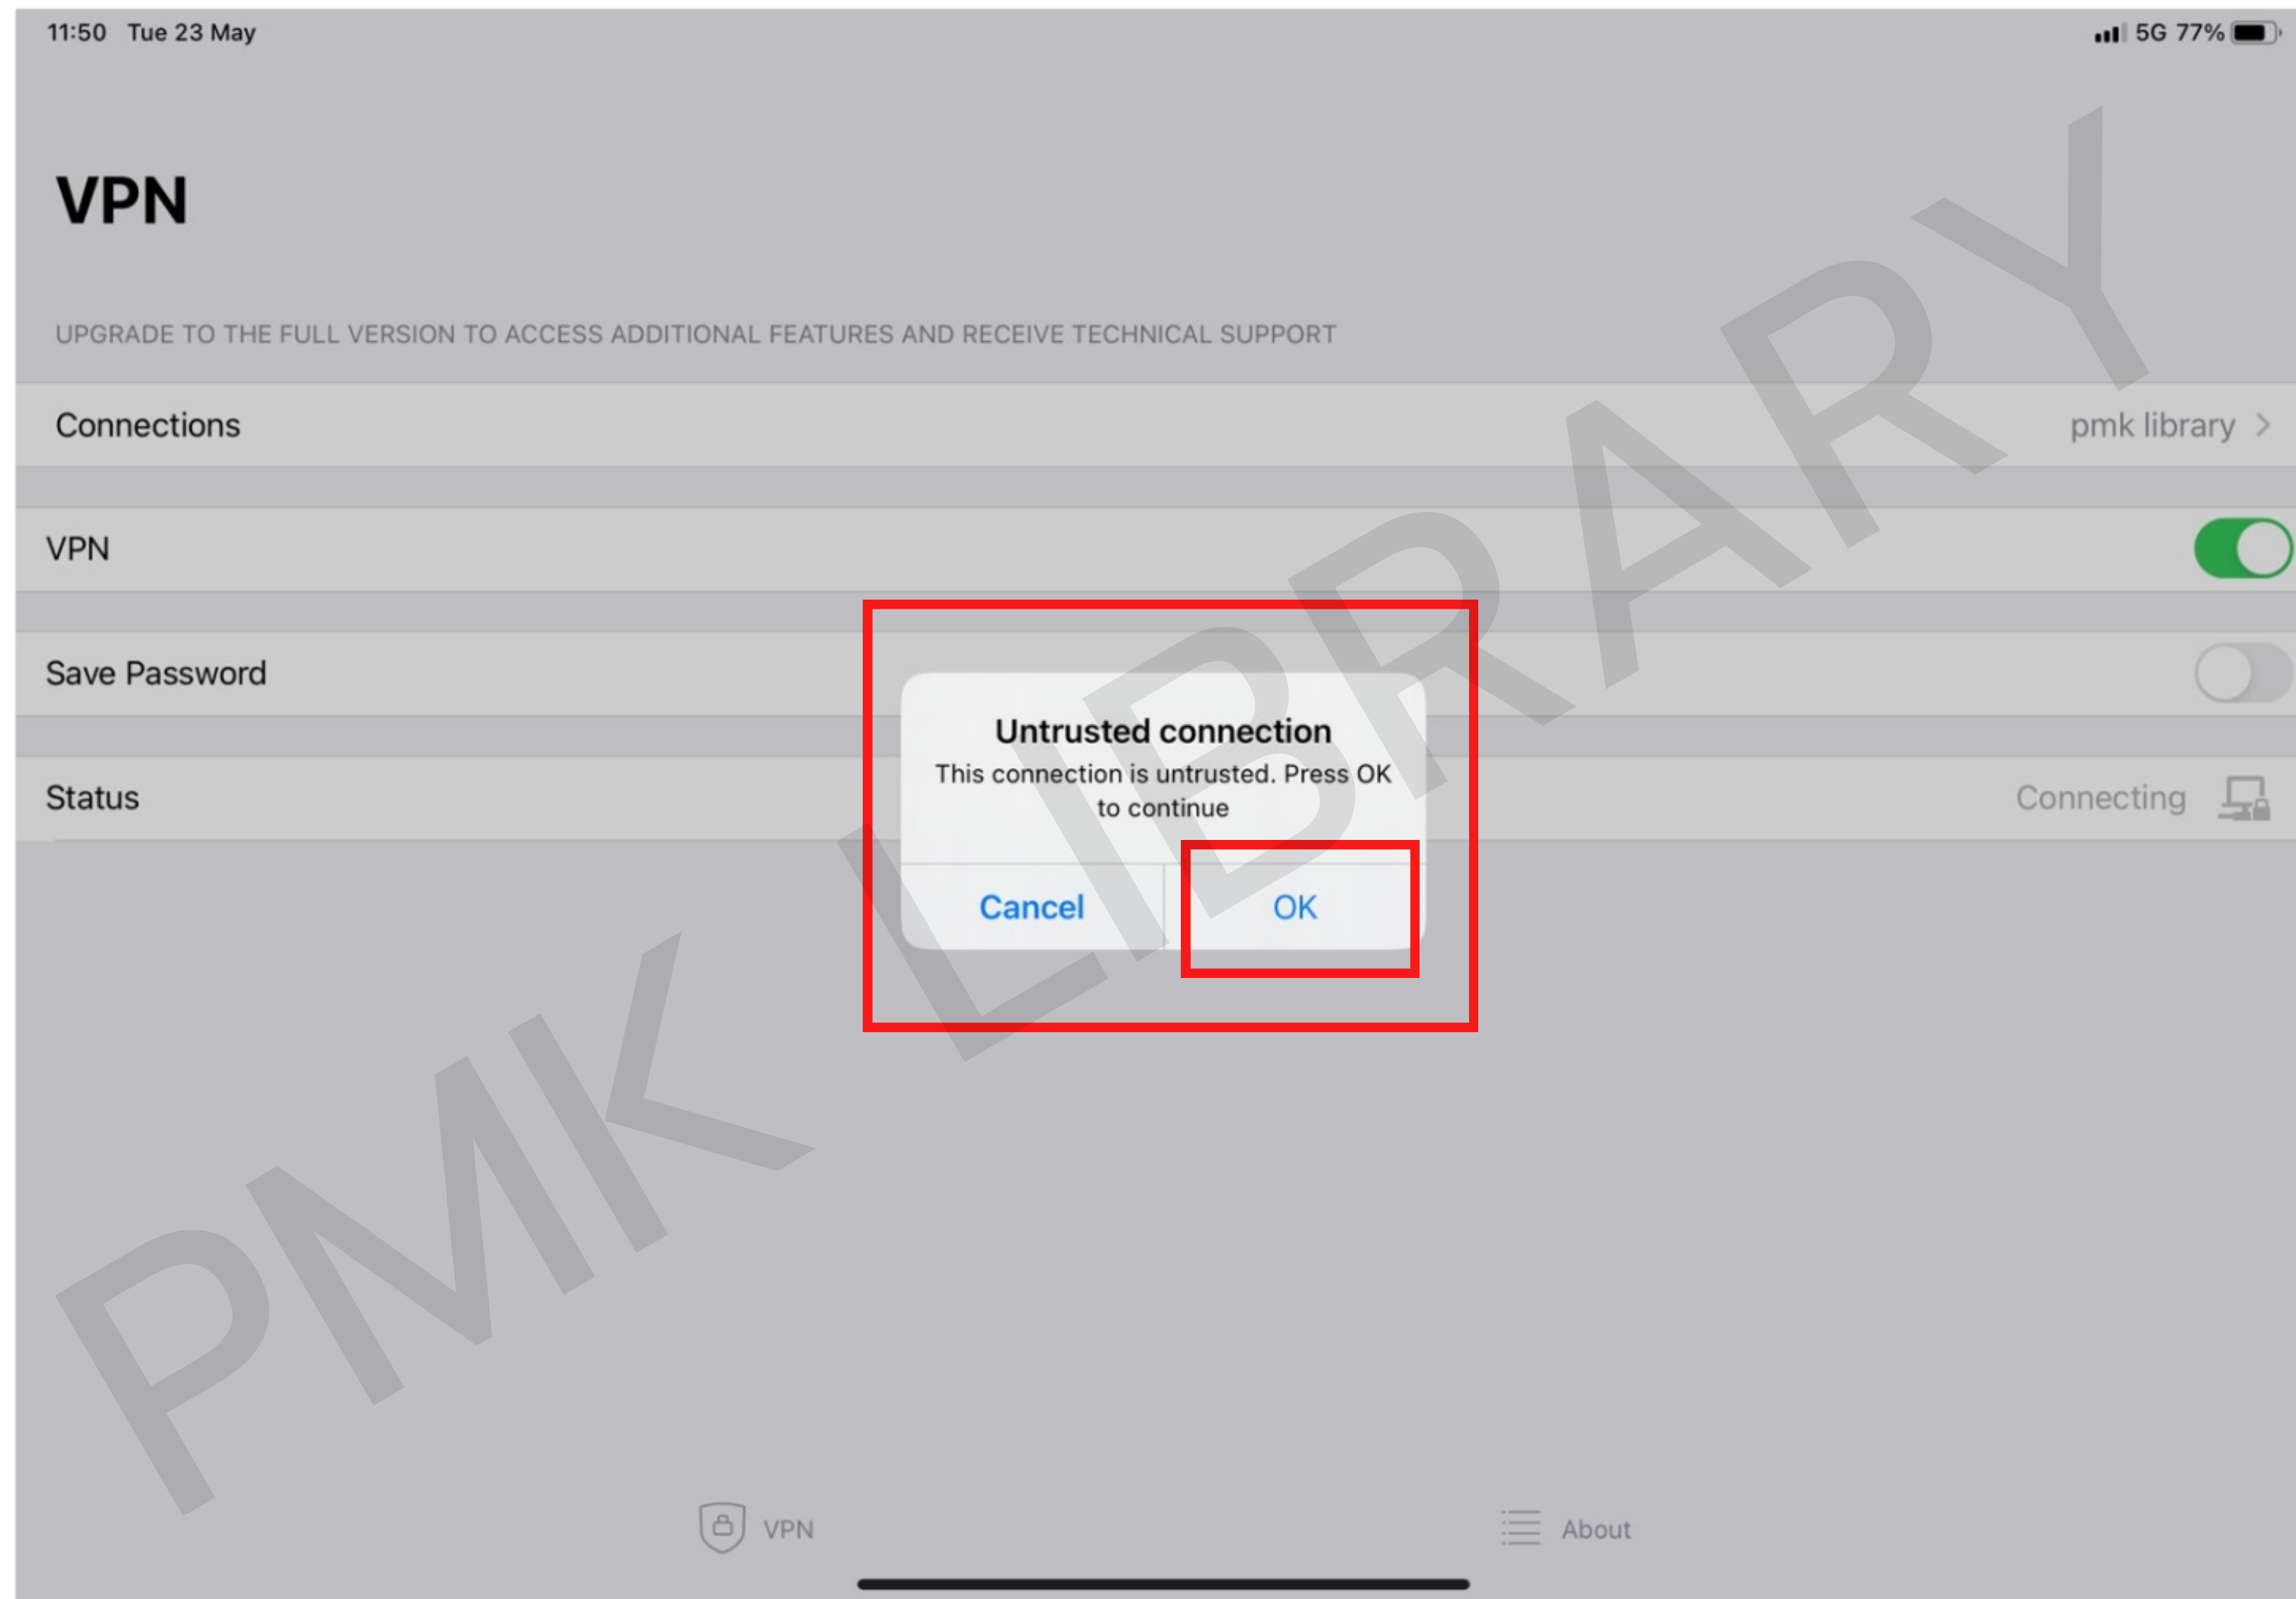 11:50 Tue 23 May
5G 77%
VPN
UPGRADE TO THE FULL VERSION TO ACCESS ADDITIONAL FEATURES AND RECEIVE TECHNICAL SUPPORT
Connections pmk library
VPN
Save Password
Status Connecting
Untrusted connection
This connection is untrusted. Press OK
to continue
Cancel OK
PMK LIBRARY
VPN About